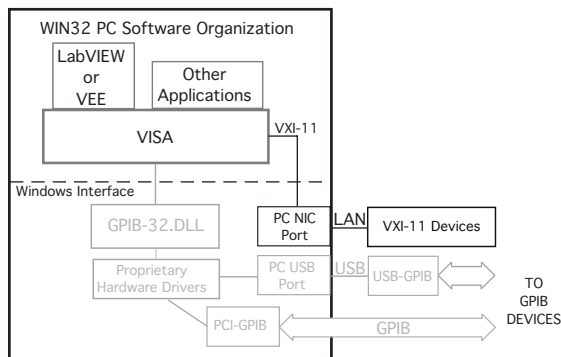 WIN32 PC Software Organization
LabVIEW
or
VEE
Other
Applications
VISA
VXI-11
Windows Interface
GPIB-32.DLL
PC NIC
Port
LAN
VXI-11 Devices
Proprietary
Hardware Drivers
PC USB
Port
USB
USB-GPIB
TO
GPIB
DEVICES
PCI-GPIB
GPIB